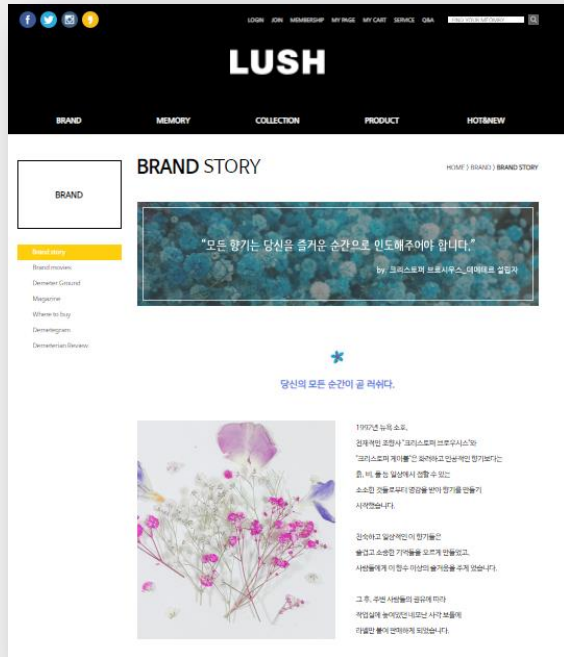 LOGIN JOIN MEMBERSHIP MY PAGE MY CART SERVICE Q&A
LUSH
BRAND MEMORY COLLECTION PRODUCT HOT&NEW
BRAND
BRAND STORY
HOME > BRAND > BRAND STORY
Brand story
Brand movies
Demeter Ground
Magazine
Where to buy
Demetegram
Demeterian Review
"모든 향기는 당신을 즐거운 순간으로 인도해주어야 합니다."
by. 크리스토퍼 브로시우스_데메테르 설립자
당신의 모든 순간이 곧 러쉬다.
뉴욕 소호,
천재적인 조향사 "크리스토퍼 브로우시스"와
"크리스토퍼 게이블"은 화려하고 인공적인 향기보다는
흙, 비, 풀 등 일상에서 접할 수 있는
소소한 것들로부터 영감을 받아 향기를 만들기
시작했습니다.
친숙하고 일상적인 이 향기들은
즐겁고 소중한 기억들을 모르게 만들었고,
사람들에게 이 향수 이상의 즐거움을 주게 었습니다.
그 후, 주변 사람들의 권유에 따라
작업실에 놓여있던 네모난 사각 보틀에
라벨만 붙여 판매하게 되었습니다.